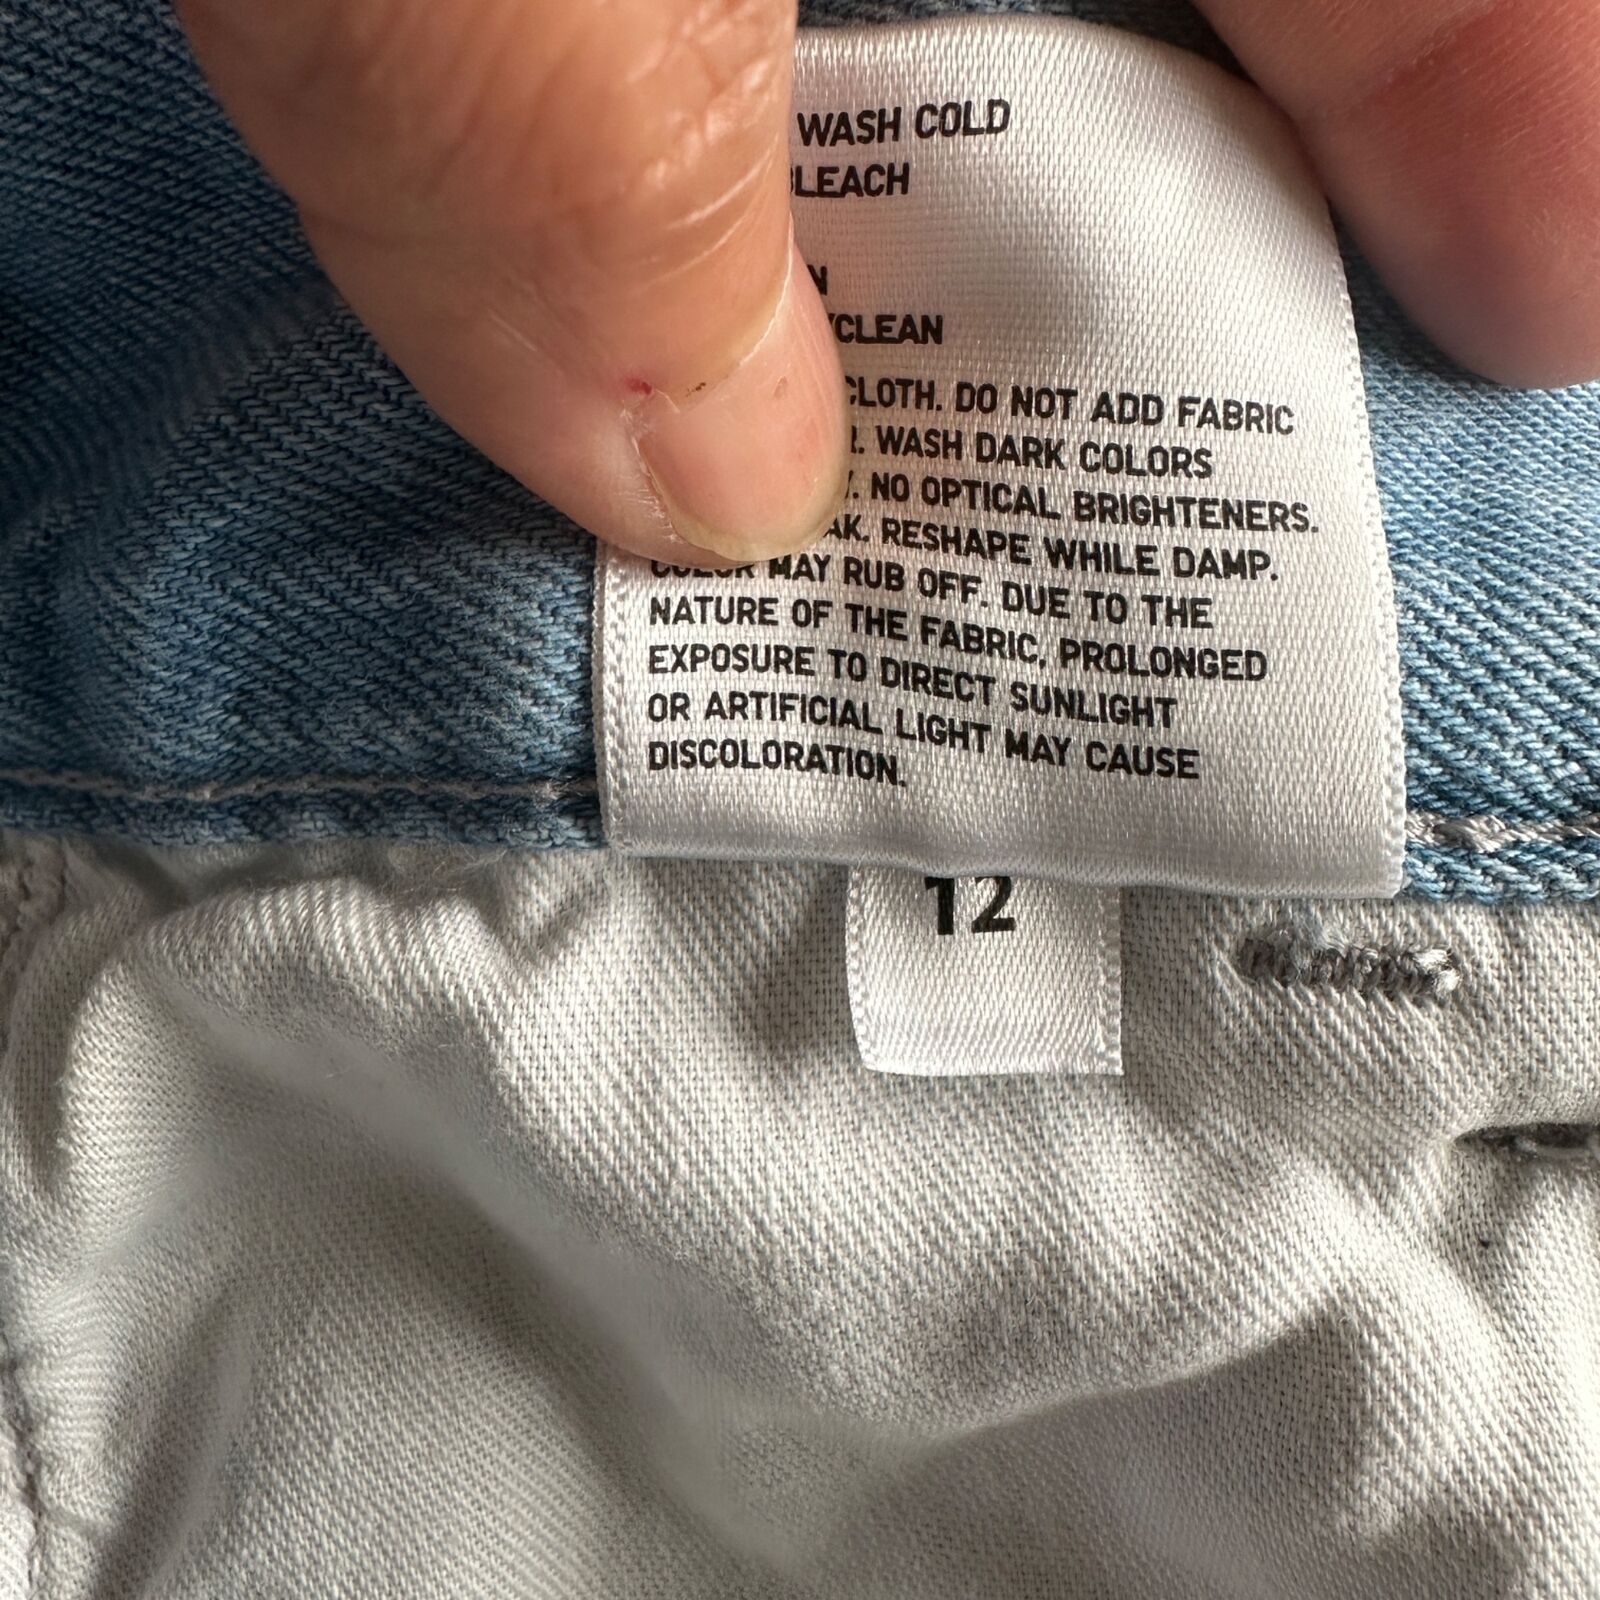 WASH COLD
BLEACH
N
CLEAN
CLOTH. DO NOT ADD FABRIC
R. WASH DARK COLORS
Y. NO OPTICAL BRIGHTENERS.
AK. RESHAPE WHILE DAMP.
COLOR MAY RUB OFF. DUE TO THE
NATURE OF THE FABRIC, PROLONGED
EXPOSURE TO DIRECT SUNLIGHT
OR ARTIFICIAL LIGHT MAY CAUSE
DISCOLORATION.
12